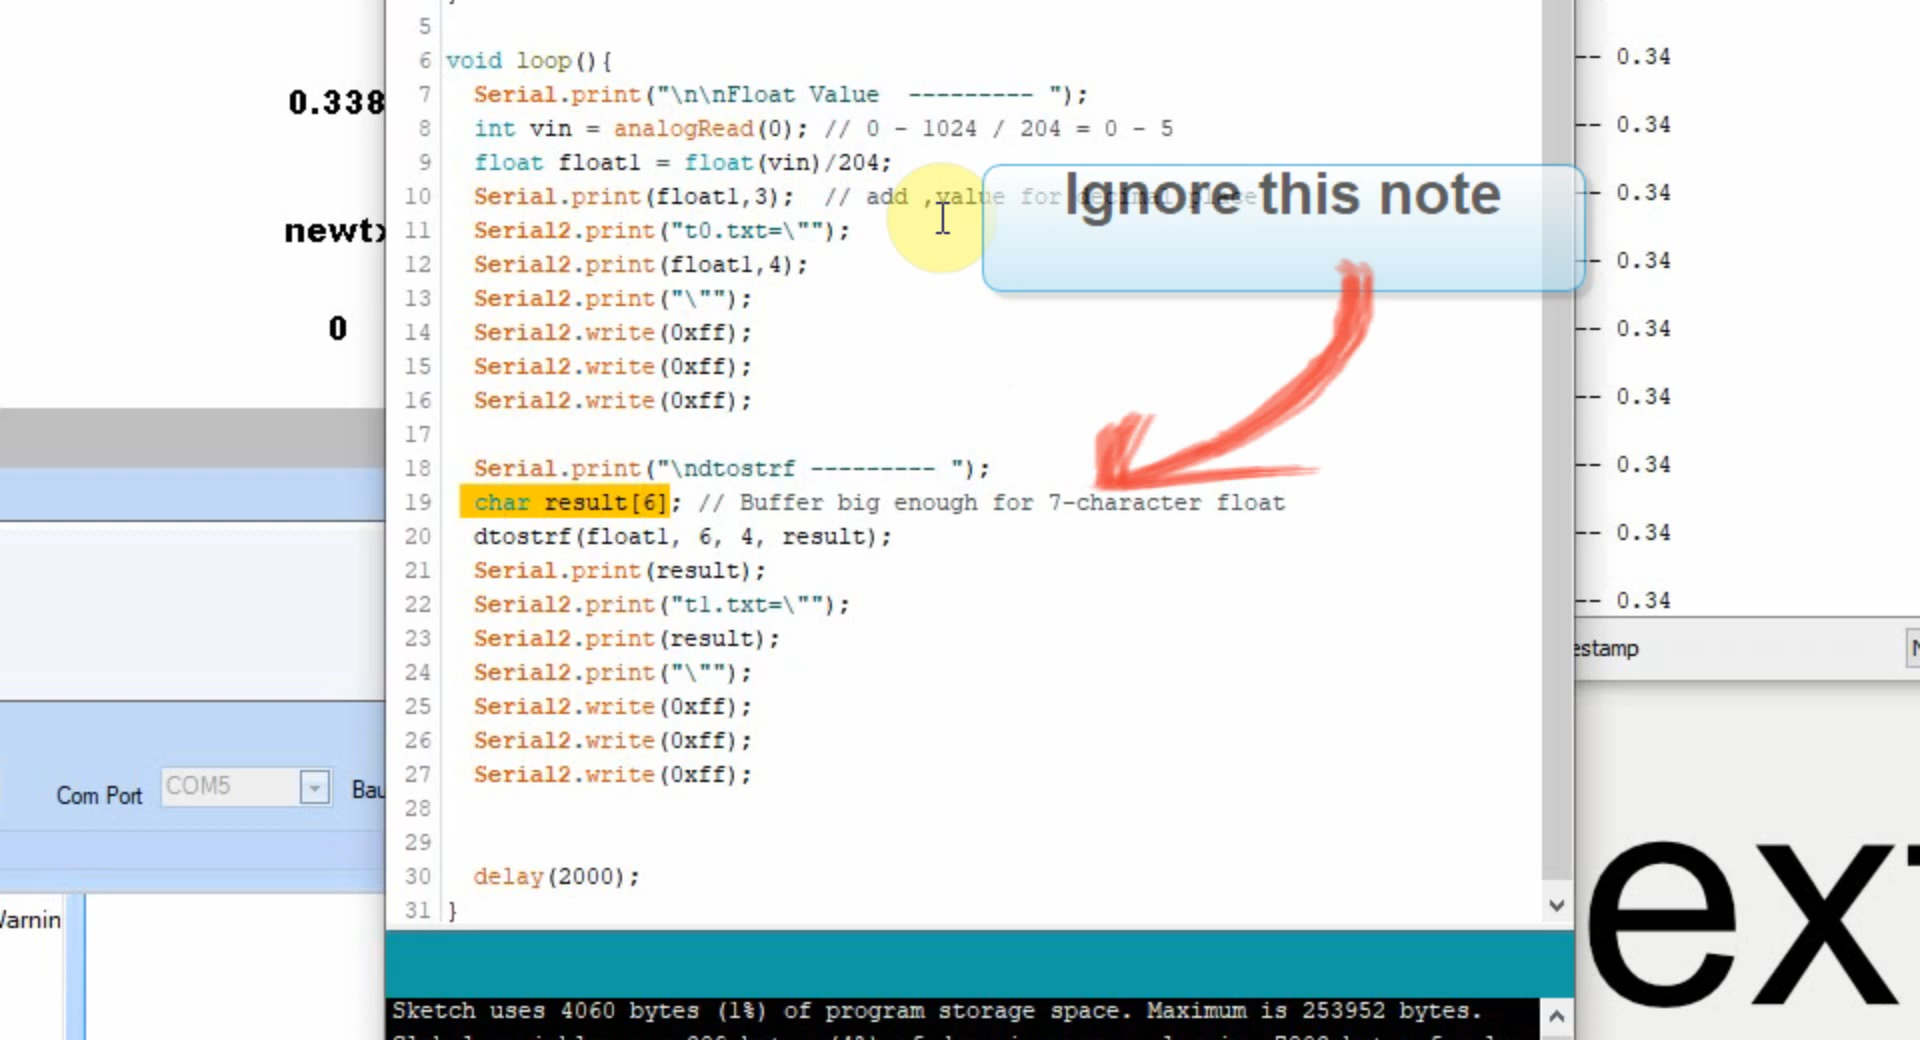 5
6 void loop(){
7 Serial.print("\n\nFloat Value --------- ");
8 int vin = analogRead(0); // 0 - 1024 / 204 = 0 - 5
9 float float1 = float(vin)/204;
10 Serial.print(float1,3); // add ,value for decimal place
Ignore this note
11 Serial2.print("t0.txt=\"");
12 Serial2.print(float1,4);
13 Serial2.print("\"");
14 Serial2.write(0xff);
15 Serial2.write(0xff);
16 Serial2.write(0xff);
17
18 Serial.print("\ndtostrf --------- ");
19 char result[6]; // Buffer big enough for 7-character float
20 dtostrf(float1, 6, 4, result);
21 Serial.print(result);
22 Serial2.print("t1.txt=\"");
23 Serial2.print(result);
24 Serial2.print("\"");
25 Serial2.write(0xff);
26 Serial2.write(0xff);
27 Serial2.write(0xff);
28
29
30 delay(2000);
31 }
Sketch uses 4060 bytes (1%) of program storage space. Maximum is 253952 bytes.
0.338
newtx
0
Com Port COM5 Bau
Warnin
-- 0.34
-- 0.34
-- 0.34
-- 0.34
-- 0.34
-- 0.34
-- 0.34
-- 0.34
-- 0.34
estamp
ext